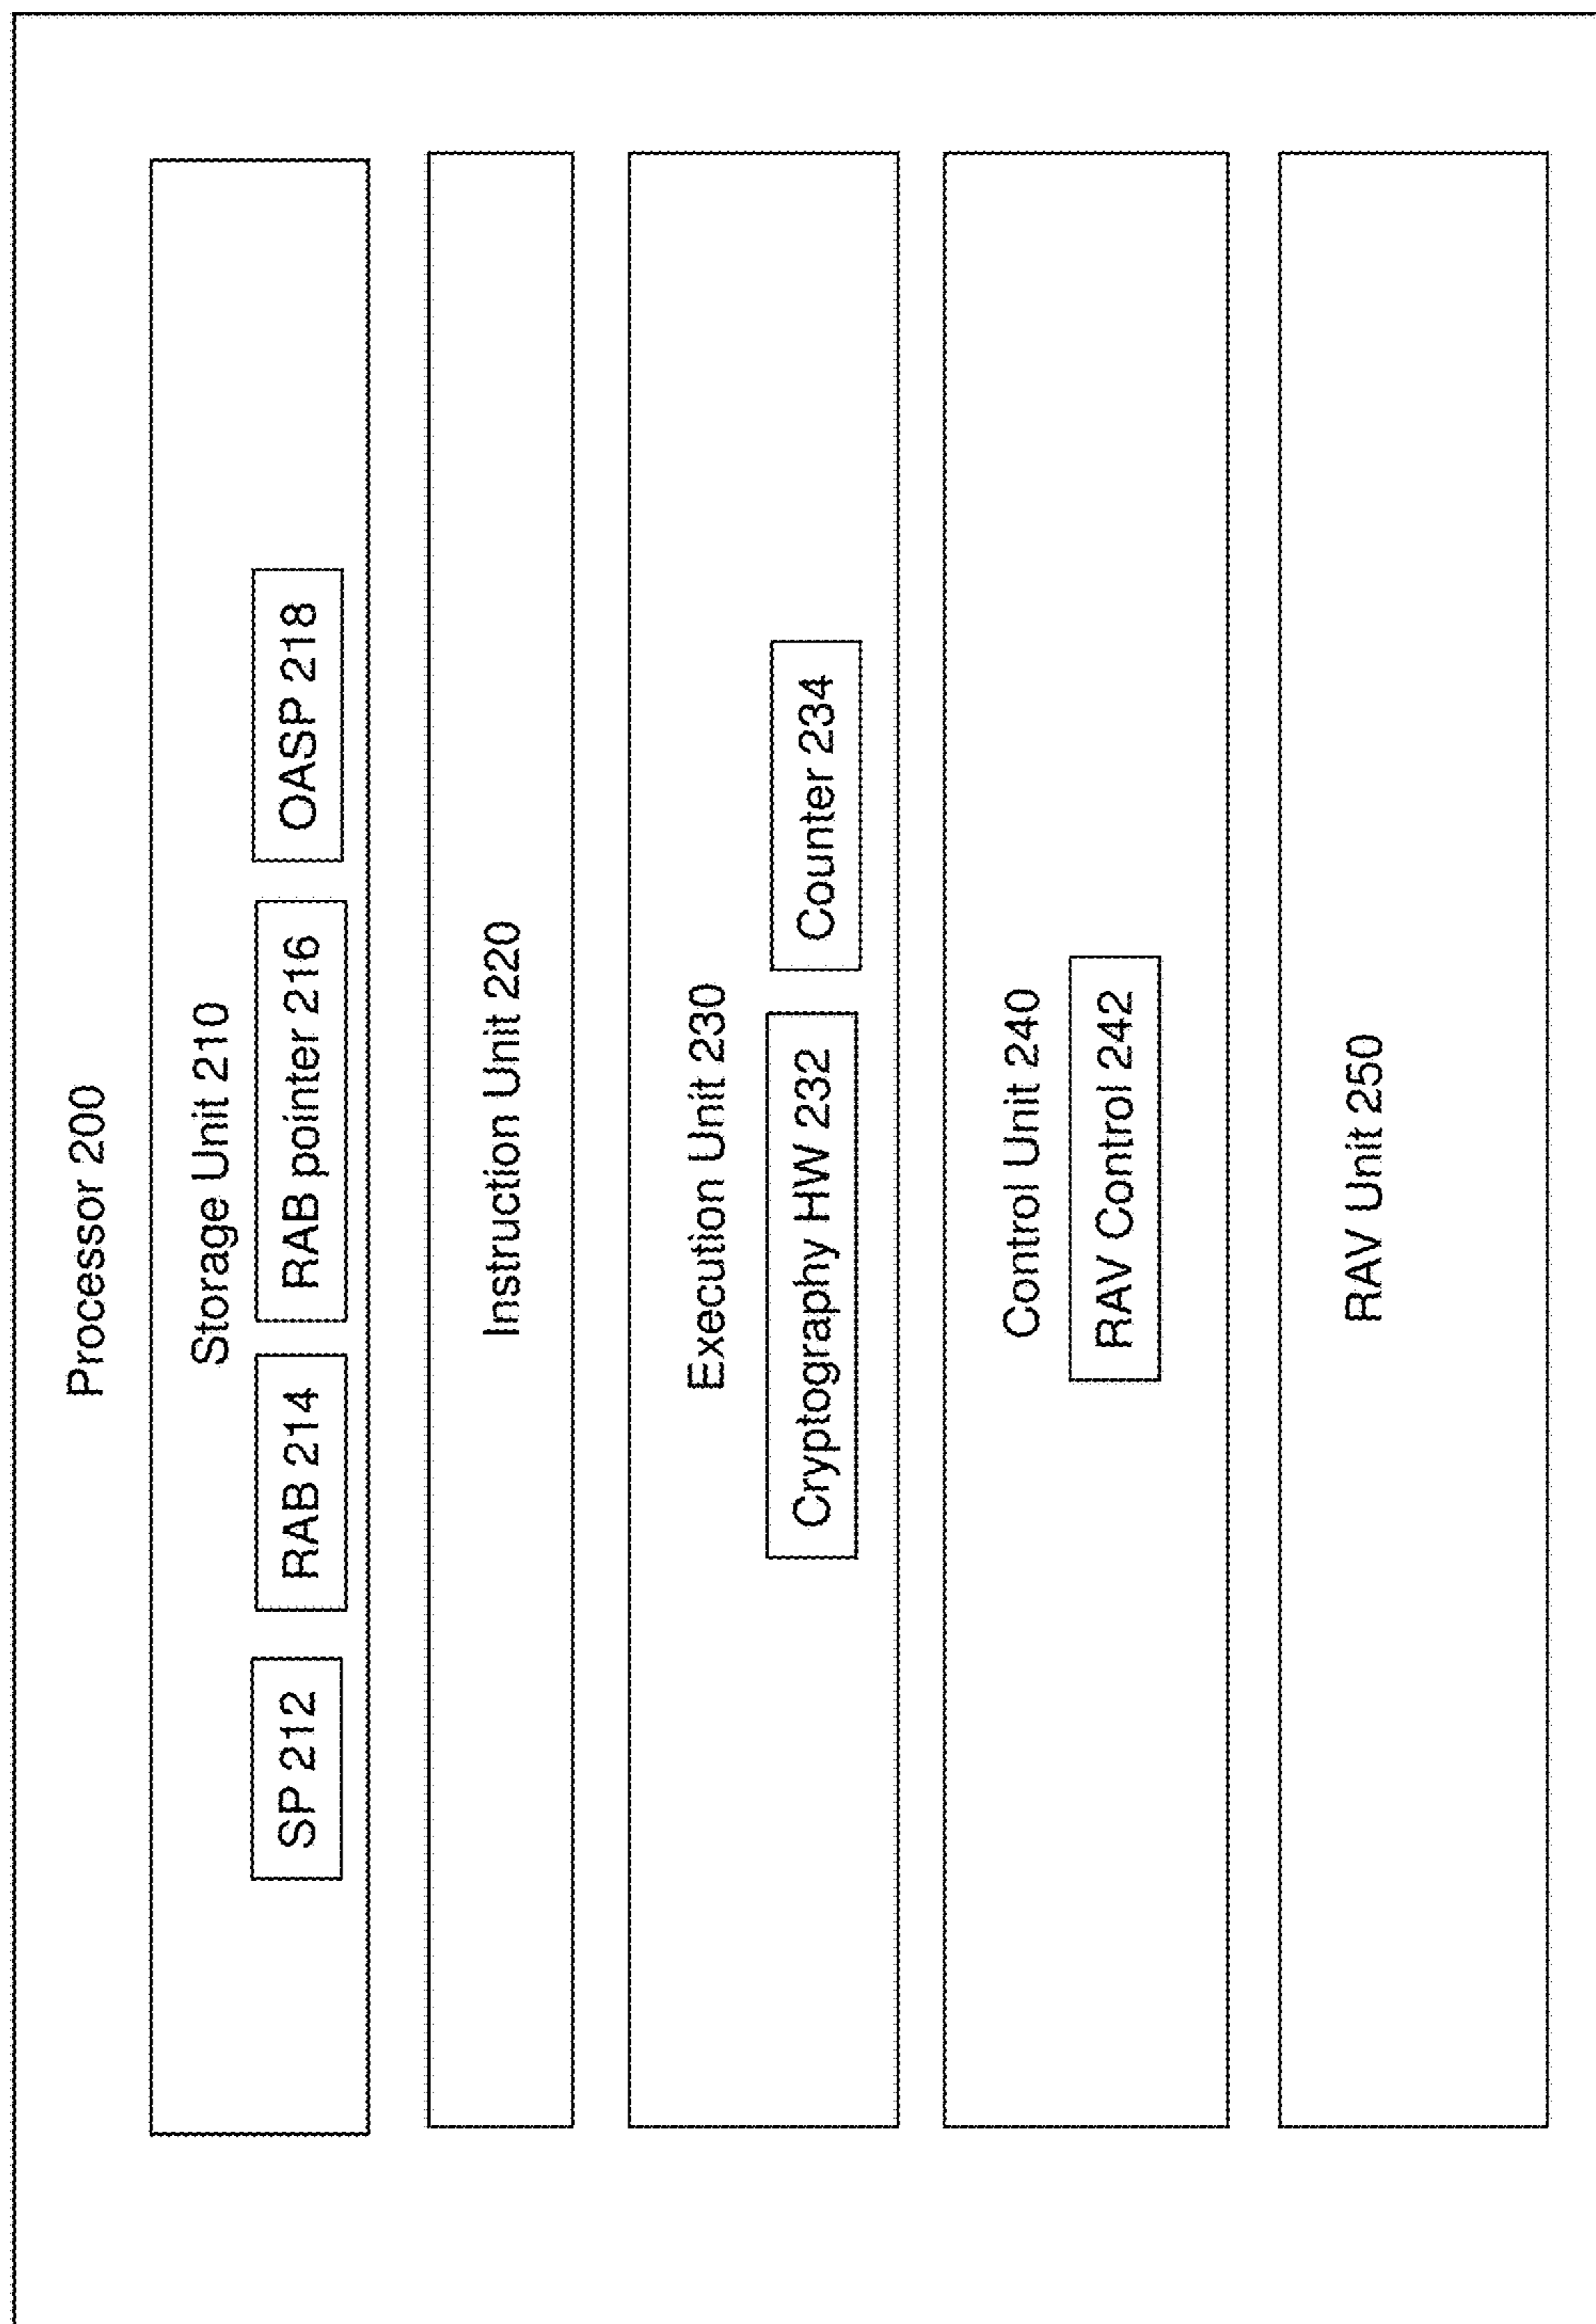 Processor 200
Storage Unit 210
SP 212
RAB 214
RAB pointer 216
OASP 218
Instruction Unit 220
Execution Unit 230
Cryptography HW 232
Counter 234
Control Unit 240
RAV Control 242
RAV Unit 250